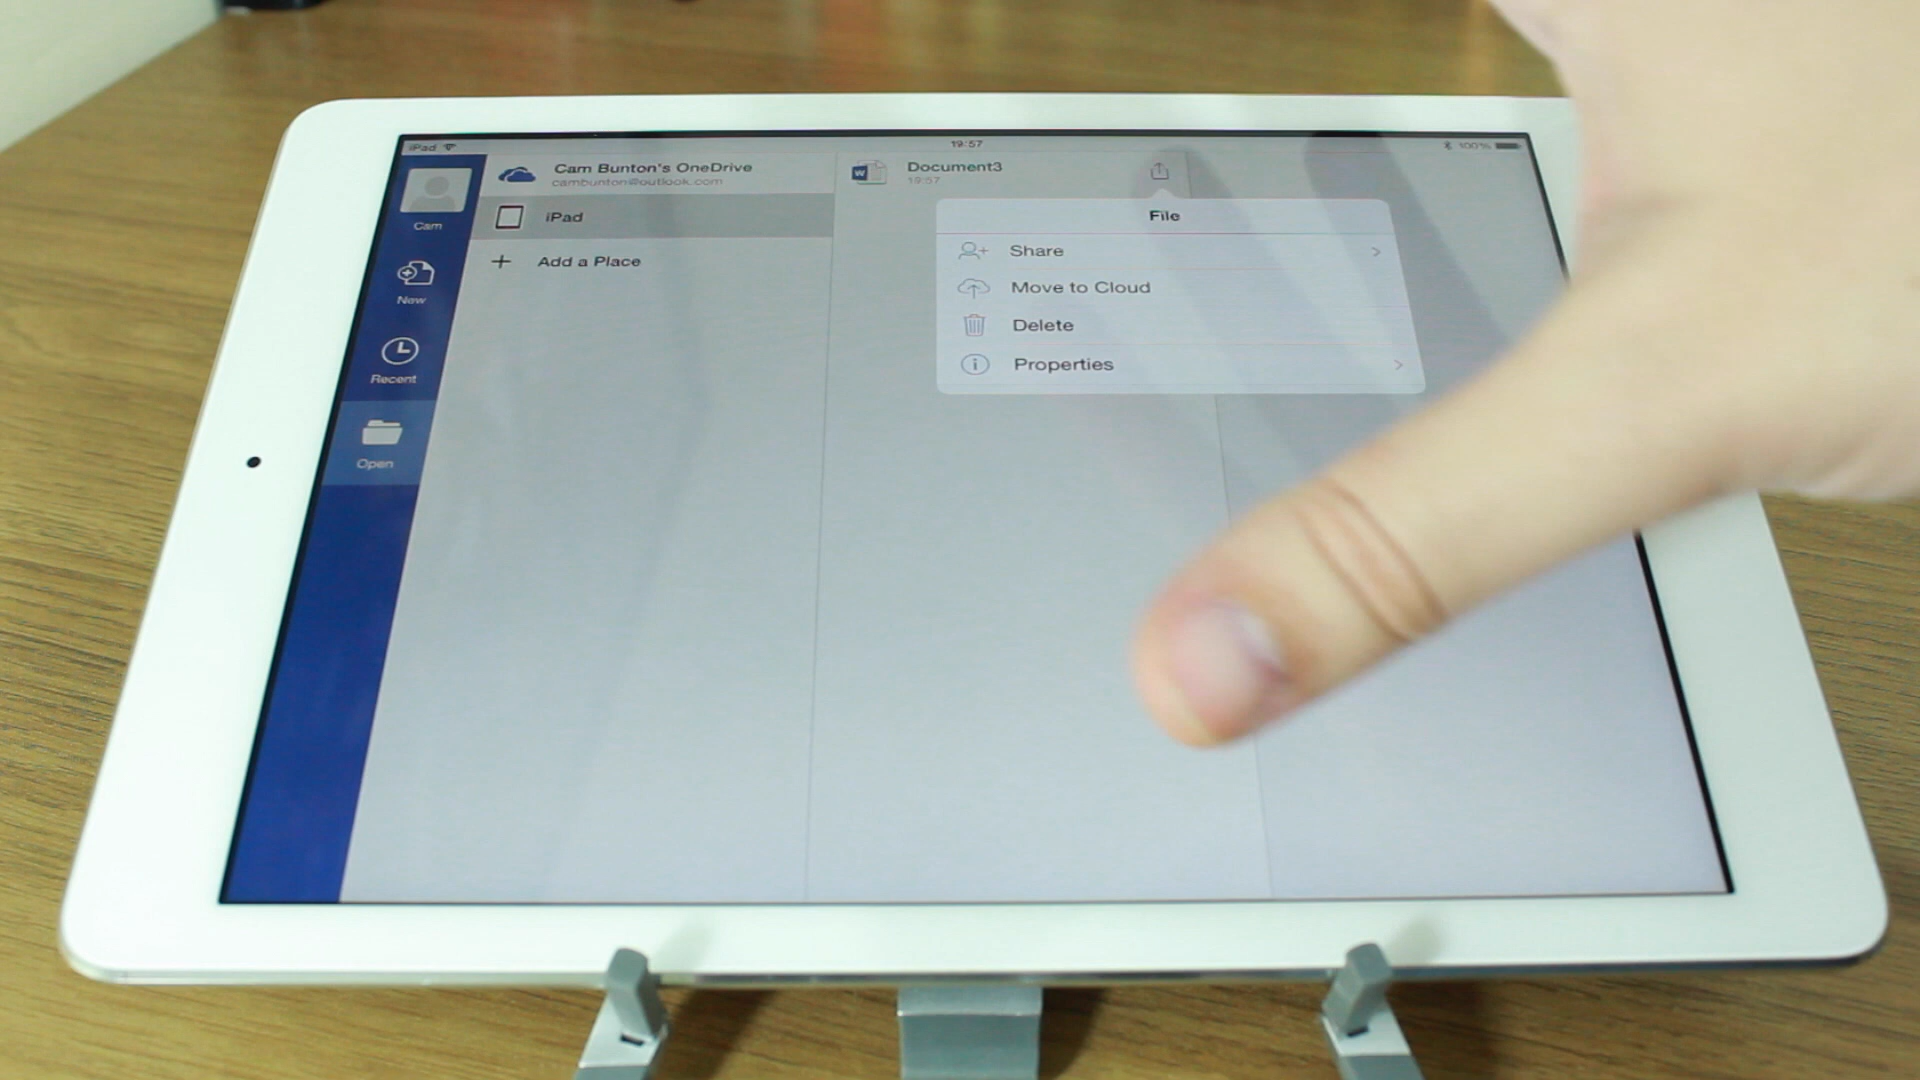 iPad
19:57
100%
Cam
New
Recent
Open
Cam Bunton's OneDrive
cambunton@outlook.com
iPad
Add a Place
W
Document3
19:57
File
Share
Move to Cloud
Delete
Properties